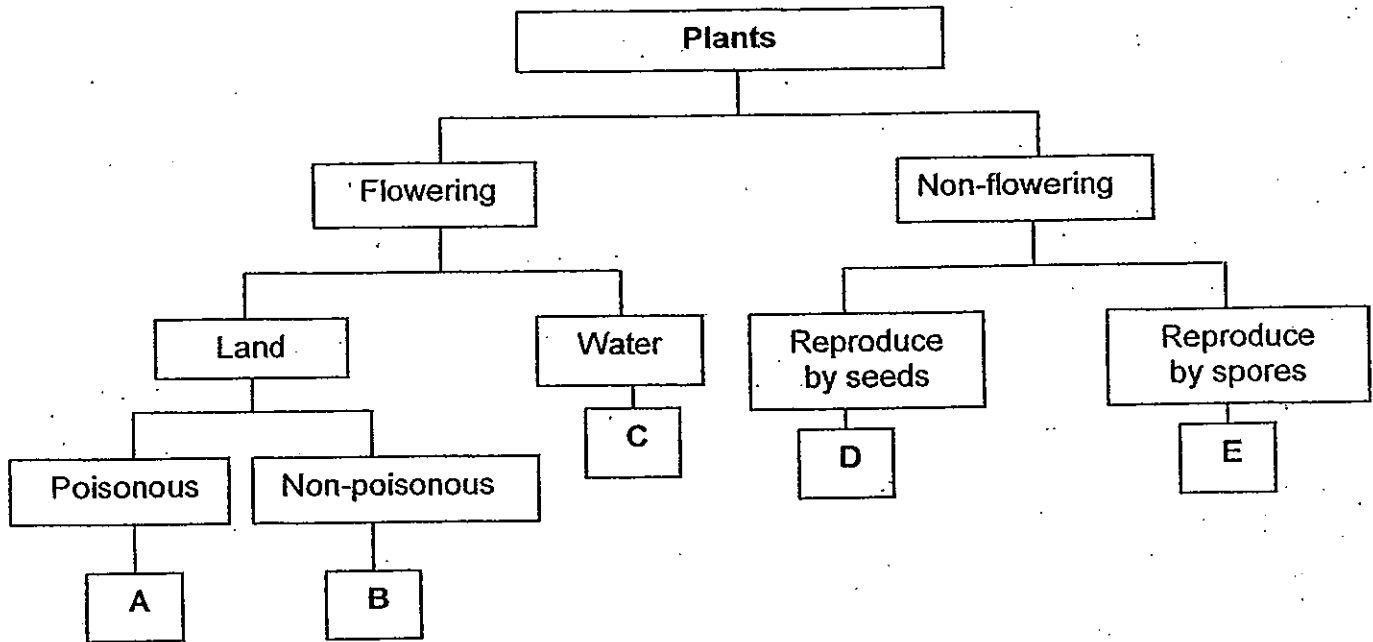 Plants
Flowering
Non-flowering
Land
Water
Reproduce
by seeds
Reproduce
by spores
Poisonous
Non-poisonous
C
D
E
A
B